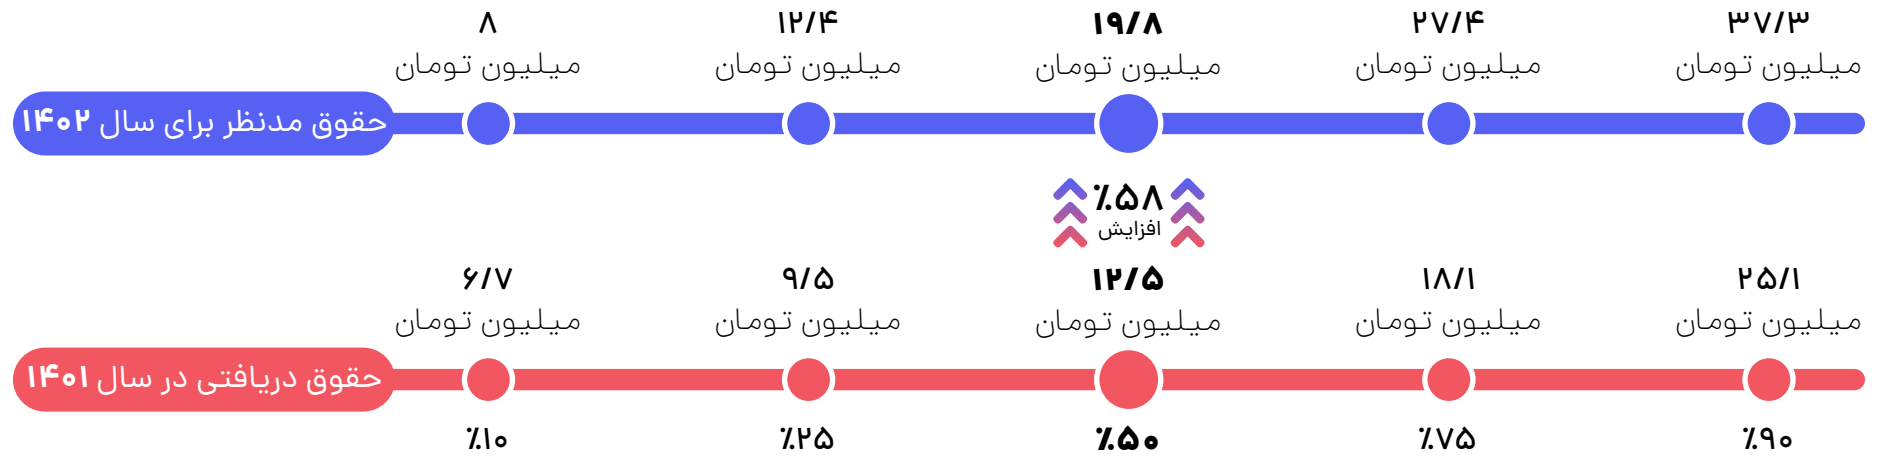 ۸ ۱۲/۴ ۱۹/۸ ۲۷/۴ ۳۷/۳
میلیون تومان میلیون تومان میلیون تومان میلیون تومان میلیون تومان
حقوق مدنظر برای سال ۱۴۰۲
٪۵۸
افزایش
۶/۷ ۹/۵ ۱۲/۵ ۱۸/۱ ۲۵/۱
میلیون تومان میلیون تومان میلیون تومان میلیون تومان میلیون تومان
حقوق دریافتی در سال ۱۴۰۱
٪۱۰ ٪۲۵ ٪۵۰ ٪۷۵ ٪۹۰